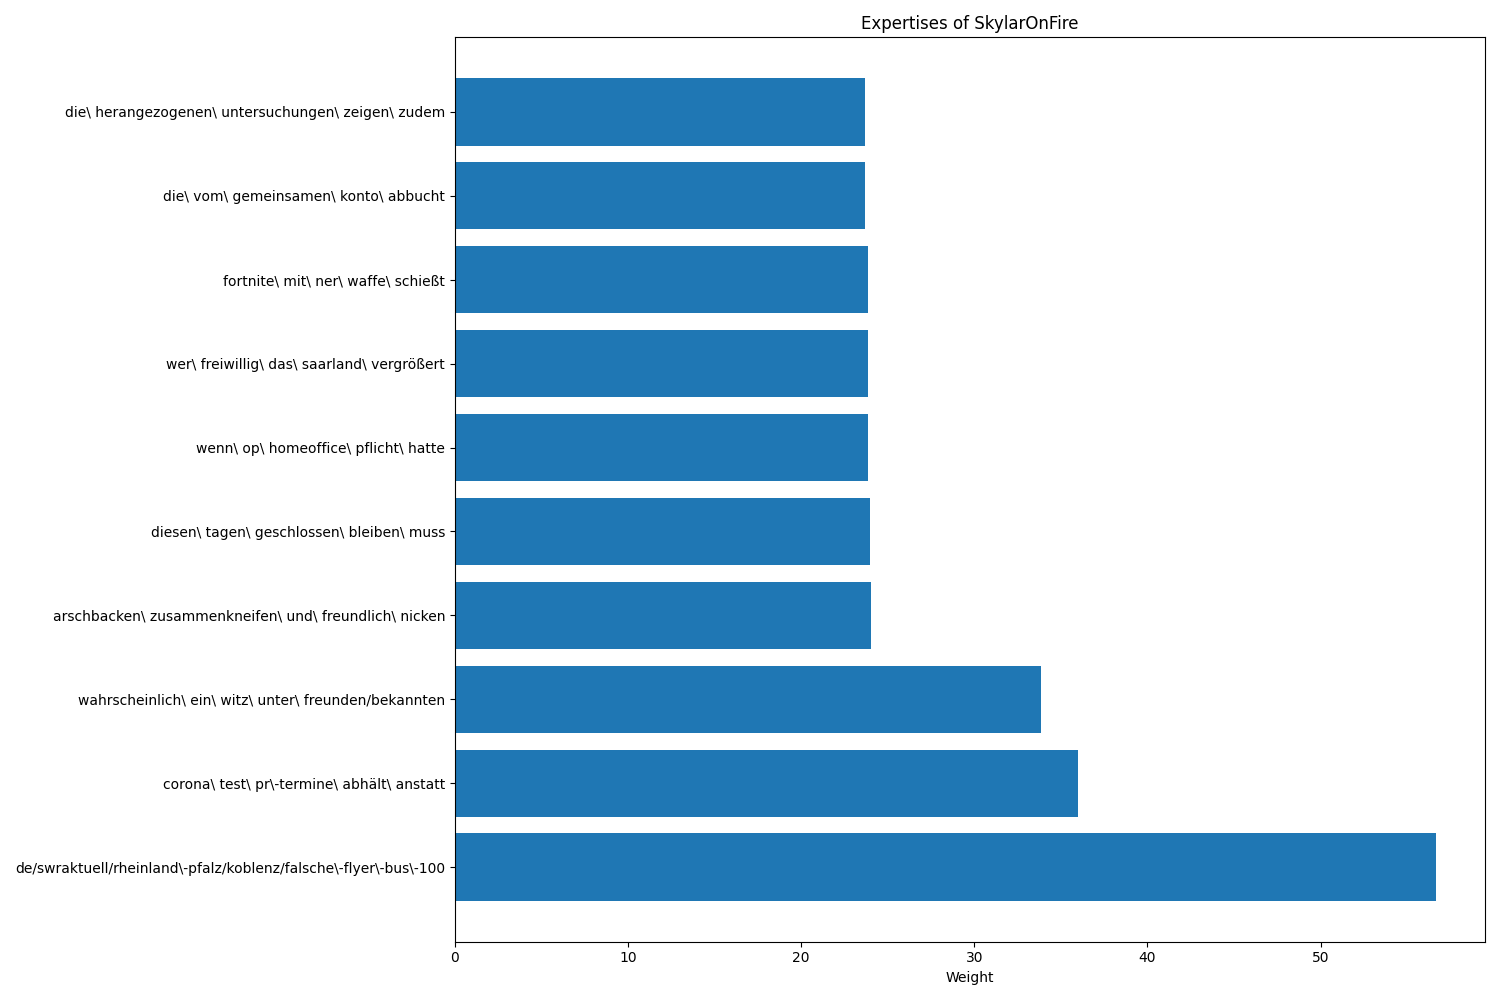 Expertises of SkylarOnFire
die\ herangezogenen\ untersuchungen\ zeigen\ zudem
die\ vom\ gemeinsamen\ konto\ abbucht
fortnite\ mit\ ner\ waffe\ schießt
wer\ freiwillig\ das\ saarland\ vergrößert
wenn\ op\ homeoffice\ pflicht\ hatte
diesen\ tagen\ geschlossen\ bleiben\ muss
arschbacken\ zusammenkneifen\ und\ freundlich\ nicken
wahrscheinlich\ ein\ witz\ unter\ freunden/bekannten
corona\ test\ pr\-termine\ abhält\ anstatt
de/swraktuell/rheinland\-pfalz/koblenz/falsche\-flyer\-bus\-100
0 10 20 30 40 50
Weight